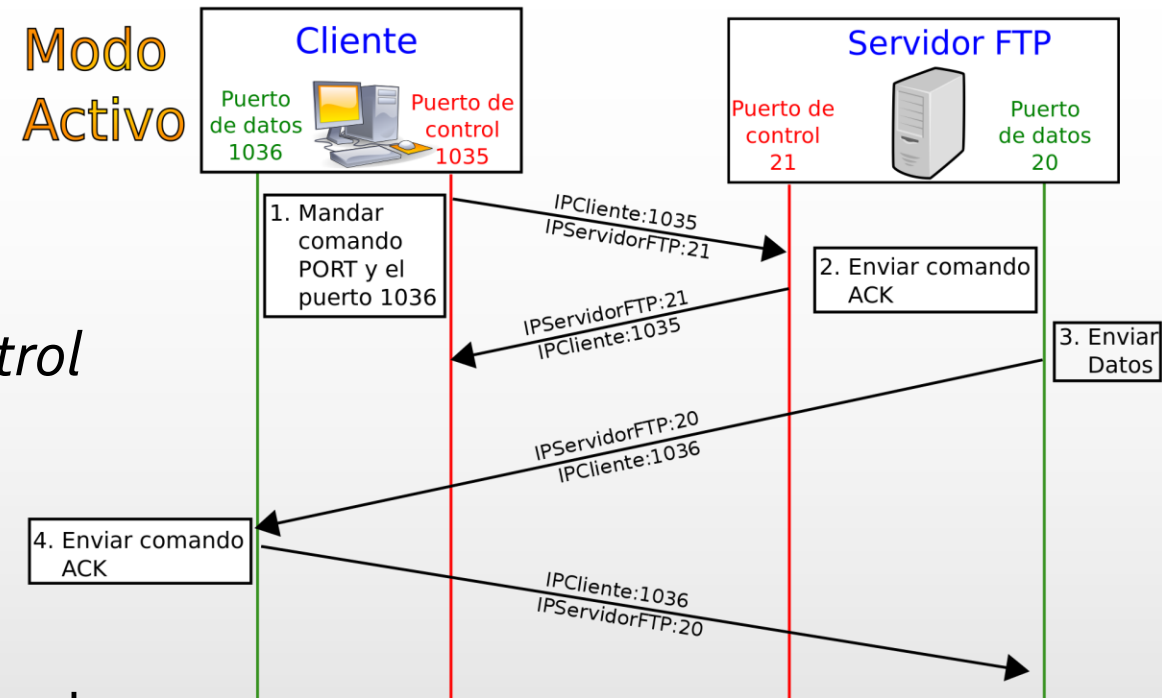 Modo
Activo
Cliente
Puerto
de datos
1036
Puerto de
control
1035
Servidor FTP
Puerto de
control
21
Puerto
de datos
20
1. Mandar
comando
PORT y el
puerto 1036
IPCliente:1035
IPServidorFTP:21
2. Enviar comando
ACK
IPServidorFTP:21
IPCliente:1035
trol
3. Enviar
Datos
IPServidorFTP:20
IPCliente:1036
4. Enviar comando
ACK
IPCliente:1036
IPServidorFTP:20